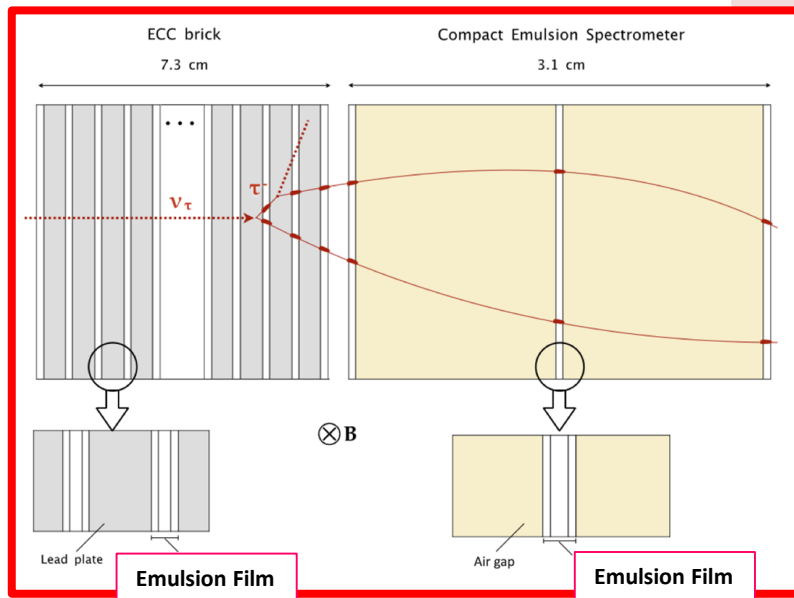 ECC brick
Compact Emulsion Spectrometer
7.3 cm
3.1 cm
• • •
τ⁻
ν_τ
⊗ B
Lead plate
Emulsion Film
Air gap
Emulsion Film